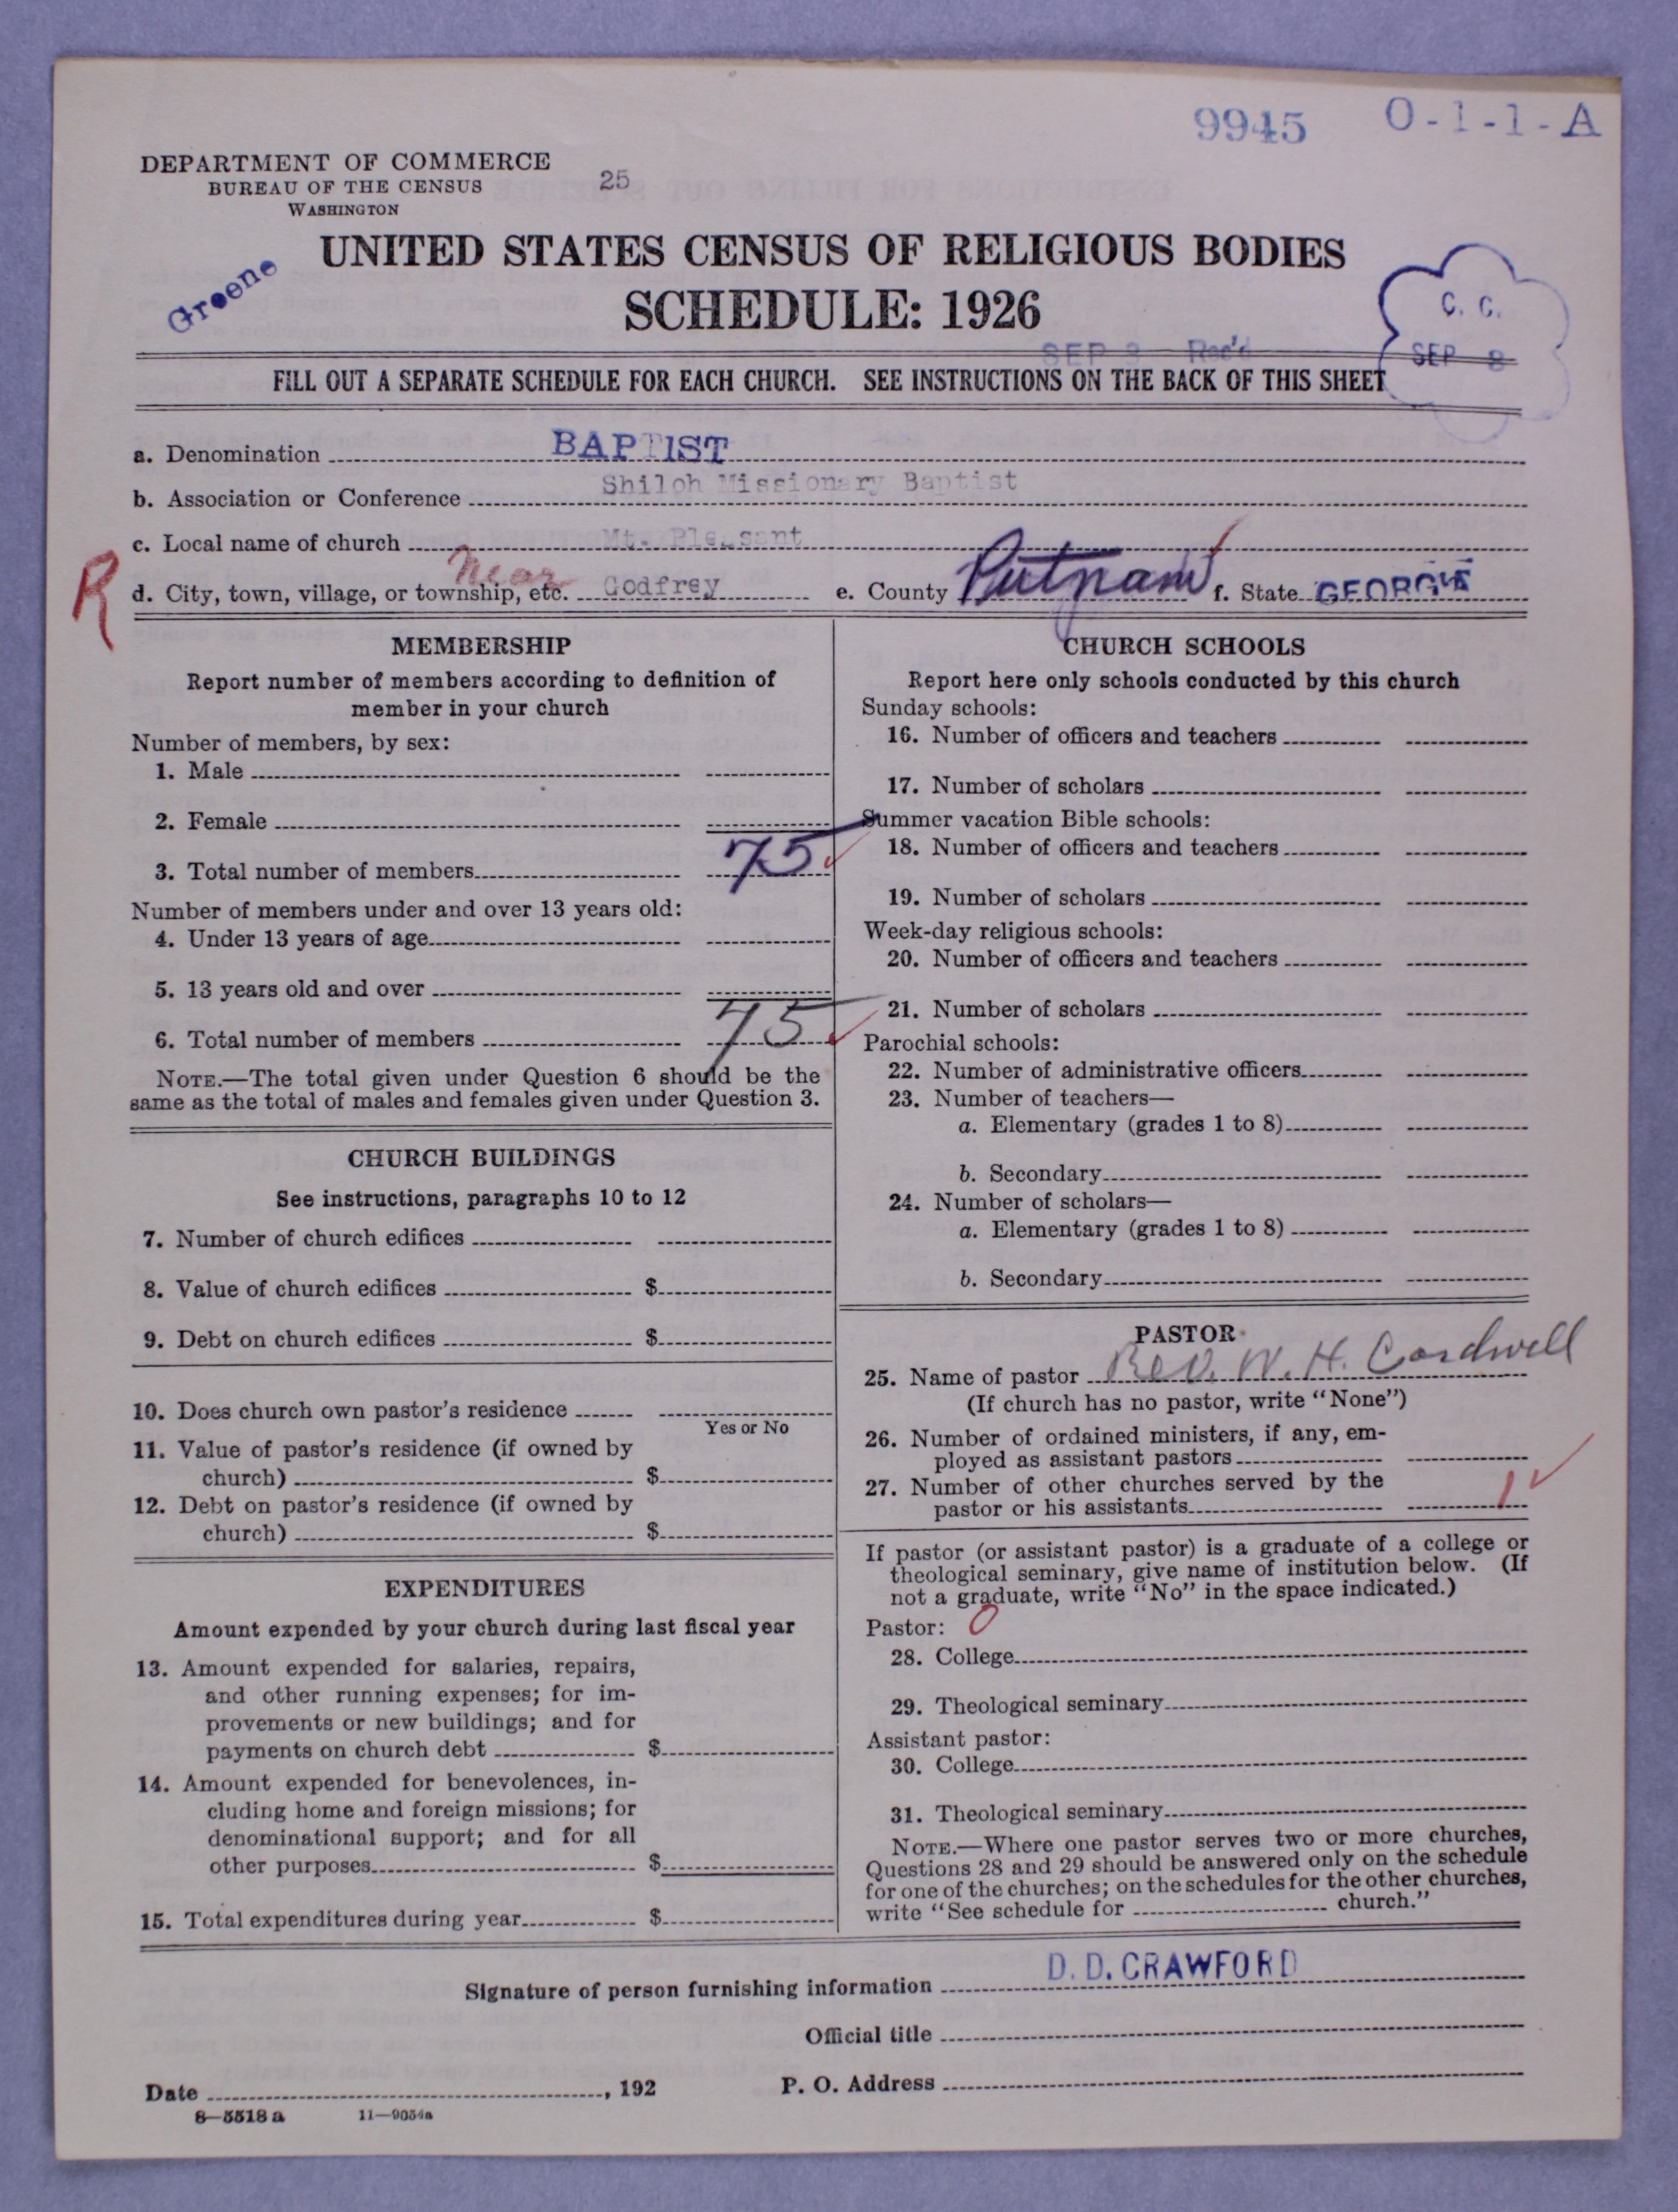 9945 O-1-1-A
DEPARTMENT OF COMMERCE
BUREAU OF THE CENSUS
WASHINGTON
25
Greene
UNITED STATES CENSUS OF RELIGIOUS BODIES
SCHEDULE: 1926
C. C.
SEP 8
SEP 3 Rec'd
FILL OUT A SEPARATE SCHEDULE FOR EACH CHURCH. SEE INSTRUCTIONS ON THE BACK OF THIS SHEET
a. Denomination BAPTIST
b. Association or Conference Shiloh Missionary Baptist
c. Local name of church Mt. Pleasant
R
d. City, town, village, or township, etc. Near Godfrey e. County Putnam f. State GEORGIA
MEMBERSHIP
Report number of members according to definition of
member in your church
Number of members, by sex:
1. Male
2. Female
3. Total number of members 75
Number of members under and over 13 years old:
4. Under 13 years of age
5. 13 years old and over
6. Total number of members 75
NOTE.—The total given under Question 6 should be the
same as the total of males and females given under Question 3.
CHURCH BUILDINGS
See instructions, paragraphs 10 to 12
7. Number of church edifices
8. Value of church edifices $
9. Debt on church edifices $
10. Does church own pastor's residence
Yes or No
11. Value of pastor's residence (if owned by
church) $
12. Debt on pastor's residence (if owned by
church) $
EXPENDITURES
Amount expended by your church during last fiscal year
13. Amount expended for salaries, repairs,
and other running expenses; for im-
provements or new buildings; and for
payments on church debt $
14. Amount expended for benevolences, in-
cluding home and foreign missions; for
denominational support; and for all
other purposes $
15. Total expenditures during year $
CHURCH SCHOOLS
Report here only schools conducted by this church
Sunday schools:
16. Number of officers and teachers
17. Number of scholars
Summer vacation Bible schools:
18. Number of officers and teachers
19. Number of scholars
Week-day religious schools:
20. Number of officers and teachers
21. Number of scholars
Parochial schools:
22. Number of administrative officers
23. Number of teachers—
a. Elementary (grades 1 to 8)
b. Secondary
24. Number of scholars—
a. Elementary (grades 1 to 8)
b. Secondary
PASTOR
25. Name of pastor Rev. W. H. Cardwell
(If church has no pastor, write "None")
26. Number of ordained ministers, if any, em-
ployed as assistant pastors
27. Number of other churches served by the
pastor or his assistants 1
If pastor (or assistant pastor) is a graduate of a college or
theological seminary, give name of institution below. (If
not a graduate, write "No" in the space indicated.)
Pastor: 0
28. College
29. Theological seminary
Assistant pastor:
30. College
31. Theological seminary
NOTE.—Where one pastor serves two or more churches,
Questions 28 and 29 should be answered only on the schedule
for one of the churches; on the schedules for the other churches,
write "See schedule for church."
Signature of person furnishing information D. D. CRAWFORD
Official title
Date , 192 P. O. Address
8—5518 a 11—9034a